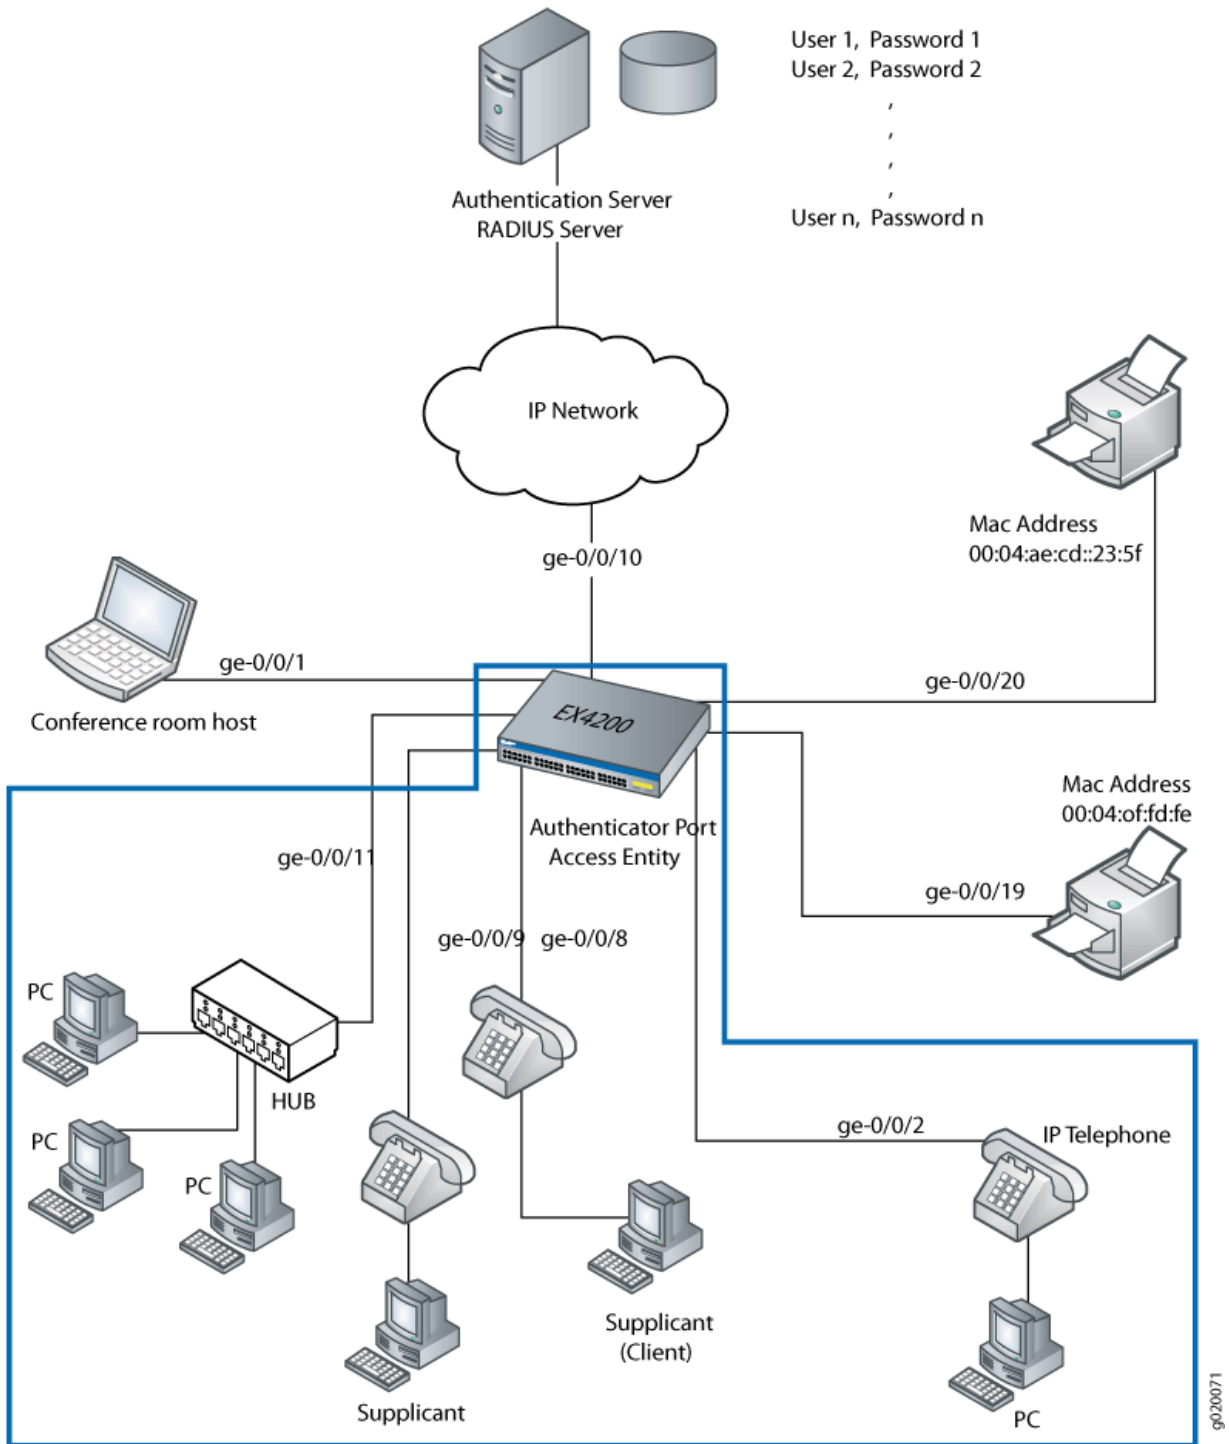 User 1, Password 1
User 2, Password 2
,
,
,
,
User n, Password n
Authentication Server
RADIUS Server
IP Network
Mac Address
00:04:ae:cd::23:5f
ge-0/0/10
ge-0/0/1
ge-0/0/20
Conference room host
EX4200
Mac Address
00:04:of:fd:fe
Authenticator Port
Access Entity
ge-0/0/11
ge-0/0/19
ge-0/0/9
ge-0/0/8
PC
HUB
PC
PC
ge-0/0/2
IP Telephone
Supplicant
(Client)
Supplicant
PC
g020071